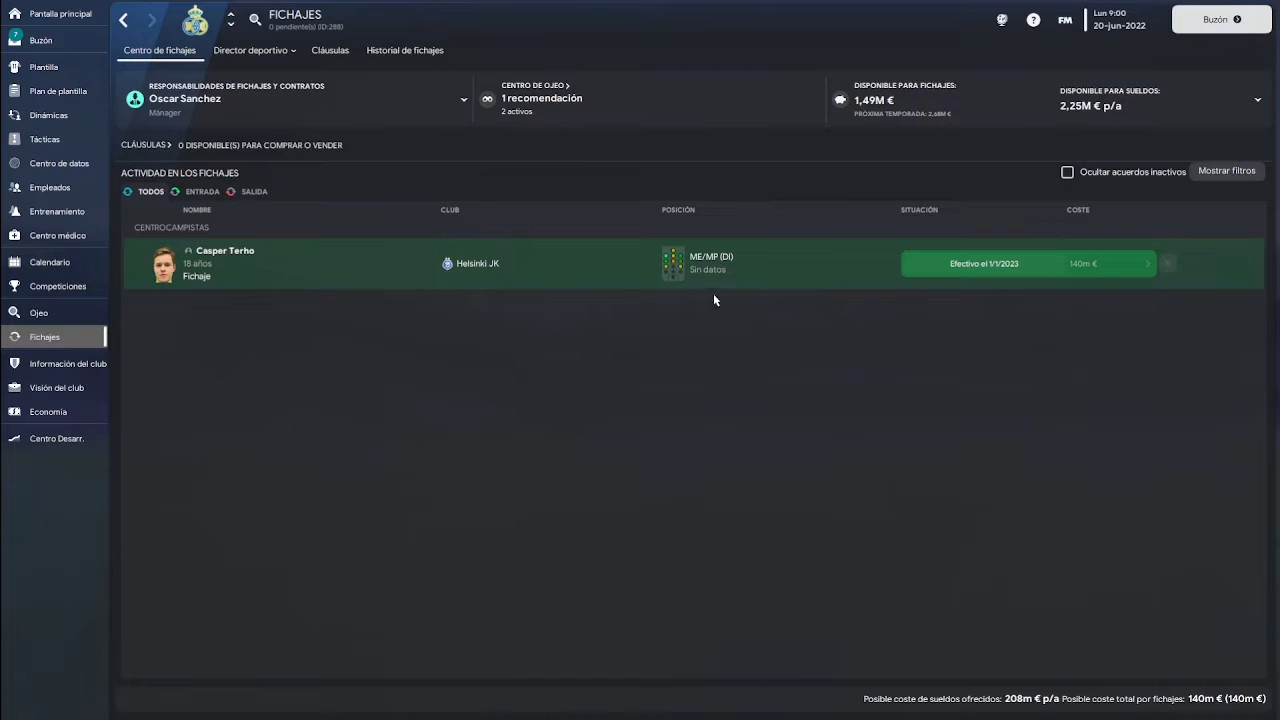 Pantalla principal
7
Buzón
Plantilla
Plan de plantilla
Dinámicas
Tácticas
Centro de datos
Empleados
Entrenamiento
Centro médico
Calendario
Competiciones
Ojeo
Fichajes
Información del club
Visión del club
Economía
Centro Desarr.
FICHAJES
0 pendiente(s) (ID:288)
? FM
Lun 9:00
20-jun-2022
Buzón
Centro de fichajes Director deportivo Cláusulas Historial de fichajes
RESPONSABILIDADES DE FICHAJES Y CONTRATOS
Oscar Sanchez
Mánager
CENTRO DE OJEO >
1 recomendación
2 activos
DISPONIBLE PARA FICHAJES:
1,49M €
PRÓXIMA TEMPORADA: 2,68M €
DISPONIBLE PARA SUELDOS:
2,25M € p/a
CLÁUSULAS > 0 DISPONIBLE(S) PARA COMPRAR O VENDER
ACTIVIDAD EN LOS FICHAJES
Ocultar acuerdos inactivos Mostrar filtros
TODOS ENTRADA SALIDA
NOMBRE CLUB POSICIÓN SITUACIÓN COSTE
CENTROCAMPISTAS
Casper Terho
18 años
Fichaje
Helsinki JK
ME/MP (DI)
Sin datos
Efectivo el 1/1/2023 140m €
Posible coste de sueldos ofrecidos: 208m € p/a Posible coste total por fichajes: 140m € (140m €)